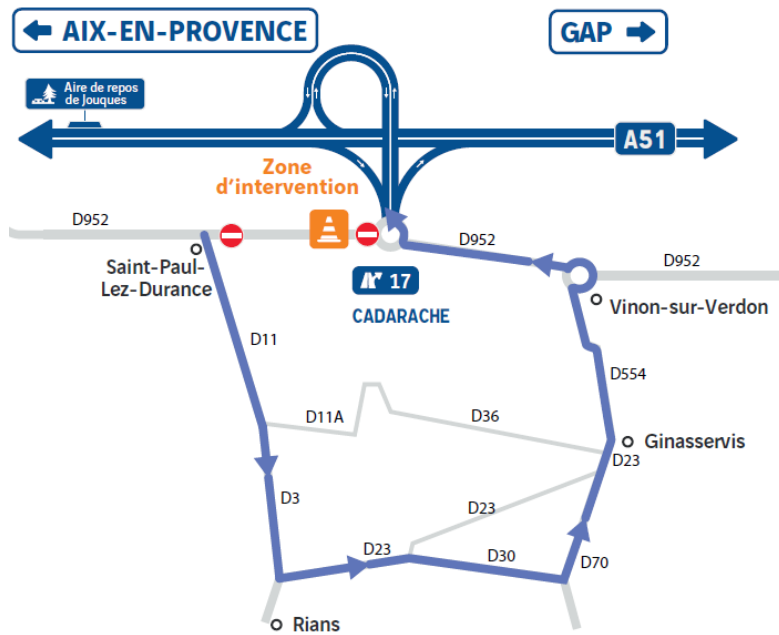 AIX-EN-PROVENCE
GAP
Aire de repos
de Jouques
A51
Zone
d'intervention
D952
D952
D952
Saint-Paul-
Lez-Durance
17
CADARACHE
Vinon-sur-Verdon
D11
D554
D11A
D36
Ginasservis
D23
D3
D23
D23
D30
D70
Rians